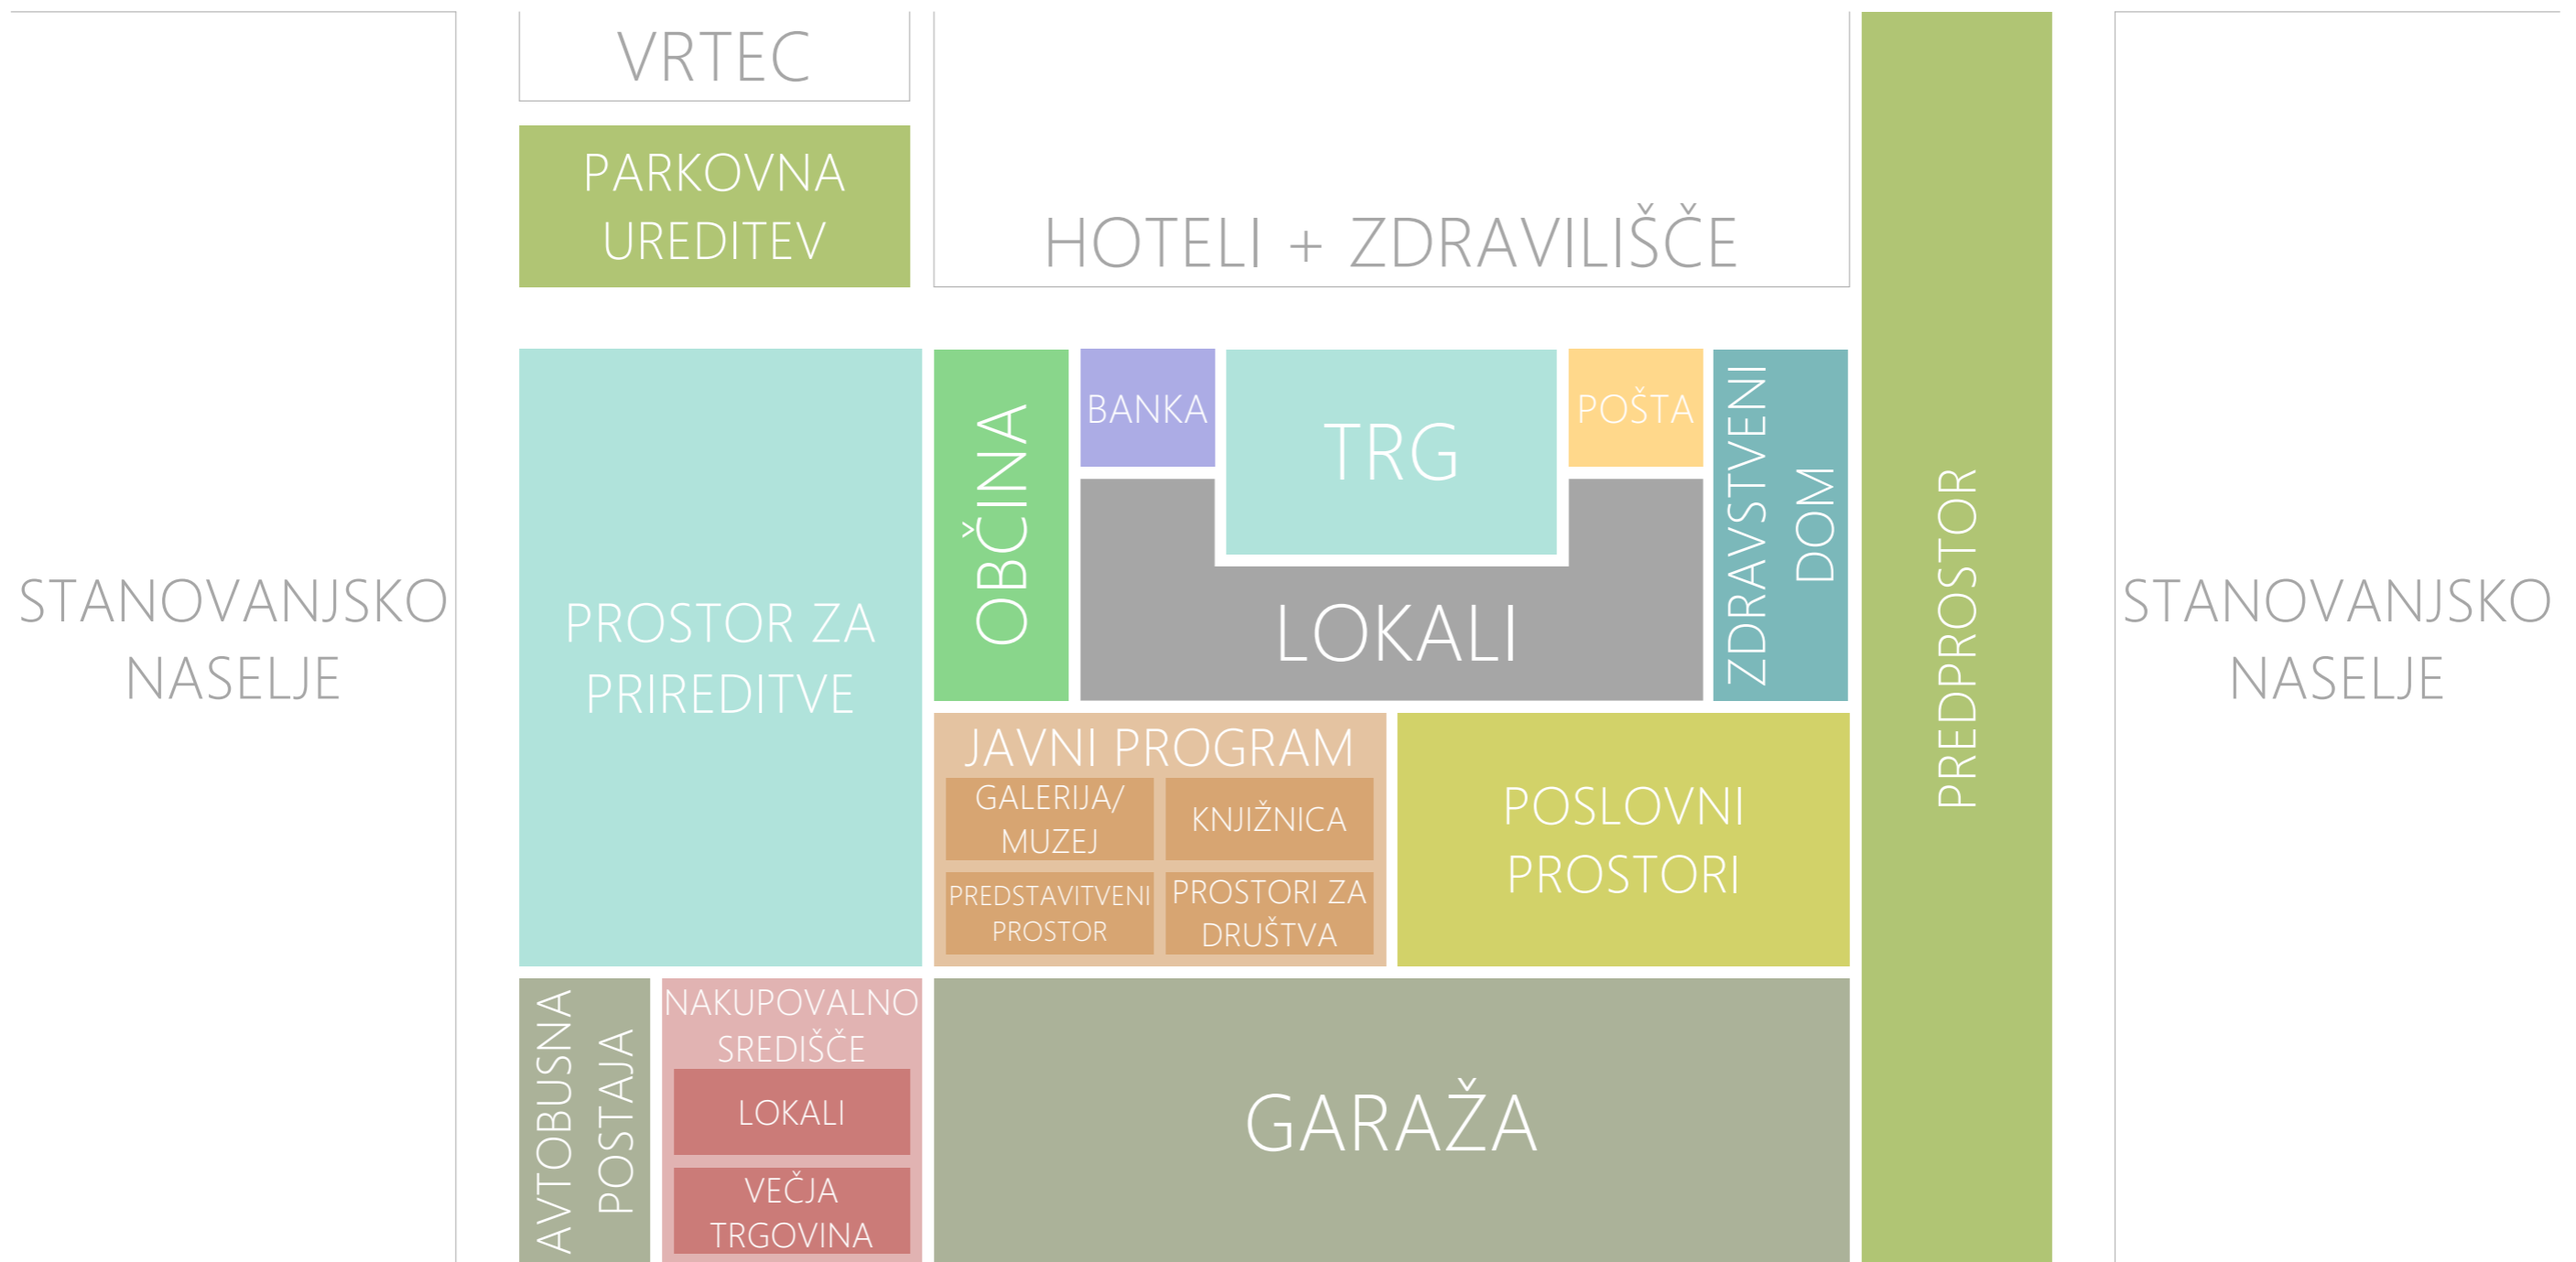 VRTEC
PARKOVNA
UREDITEV
HOTELI + ZDRAVILIŠČE
STANOVANJSKO
NASELJE
PROSTOR ZA
PRIREDITVE
OBČINA
BANKA
TRG
POŠTA
LOKALI
ZDRAVSTVENI
DOM
PREDPROSTOR
STANOVANJSKO
NASELJE
JAVNI PROGRAM
GALERIJA/
MUZEJ
KNJIŽNICA
PREDSTAVITVENI
PROSTOR
PROSTORI ZA
DRUŠTVA
POSLOVNI
PROSTORI
AVTOBUSNA
POSTAJA
NAKUPOVALNO
SREDIŠČE
LOKALI
VEČJA
TRGOVINA
GARAŽA